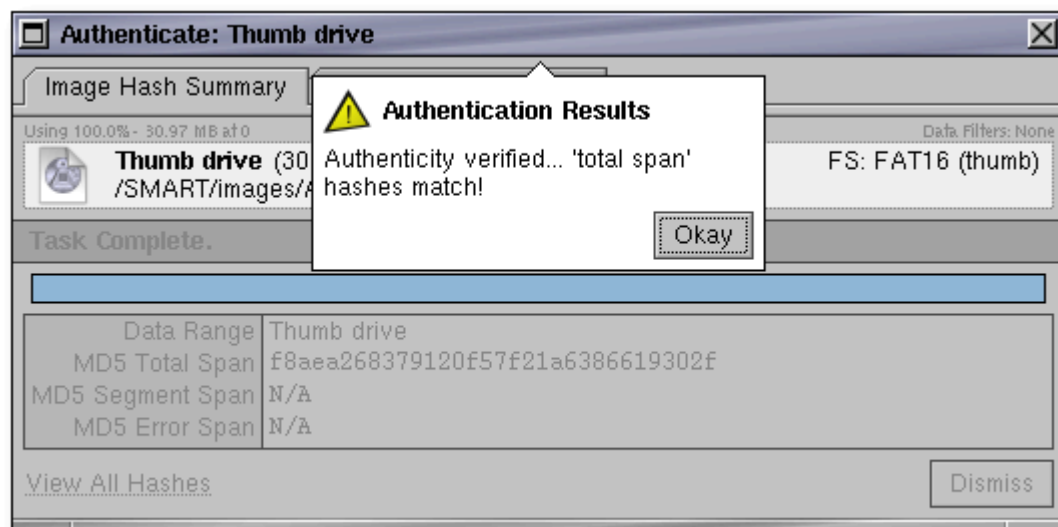 Authenticate: Thumb drive
Image Hash Summary
Authentication Results
Authenticity verified... 'total span'
hashes match!
Okay
Using 100.0% - 30.97 MB at 0
Data Filters: None
Thumb drive (30
FS: FAT16 (thumb)
/SMART/images/A
Task Complete.
Data Range Thumb drive
MD5 Total Span f8aea268379120f57f21a6386619302f
MD5 Segment Span N/A
MD5 Error Span N/A
View All Hashes
Dismiss